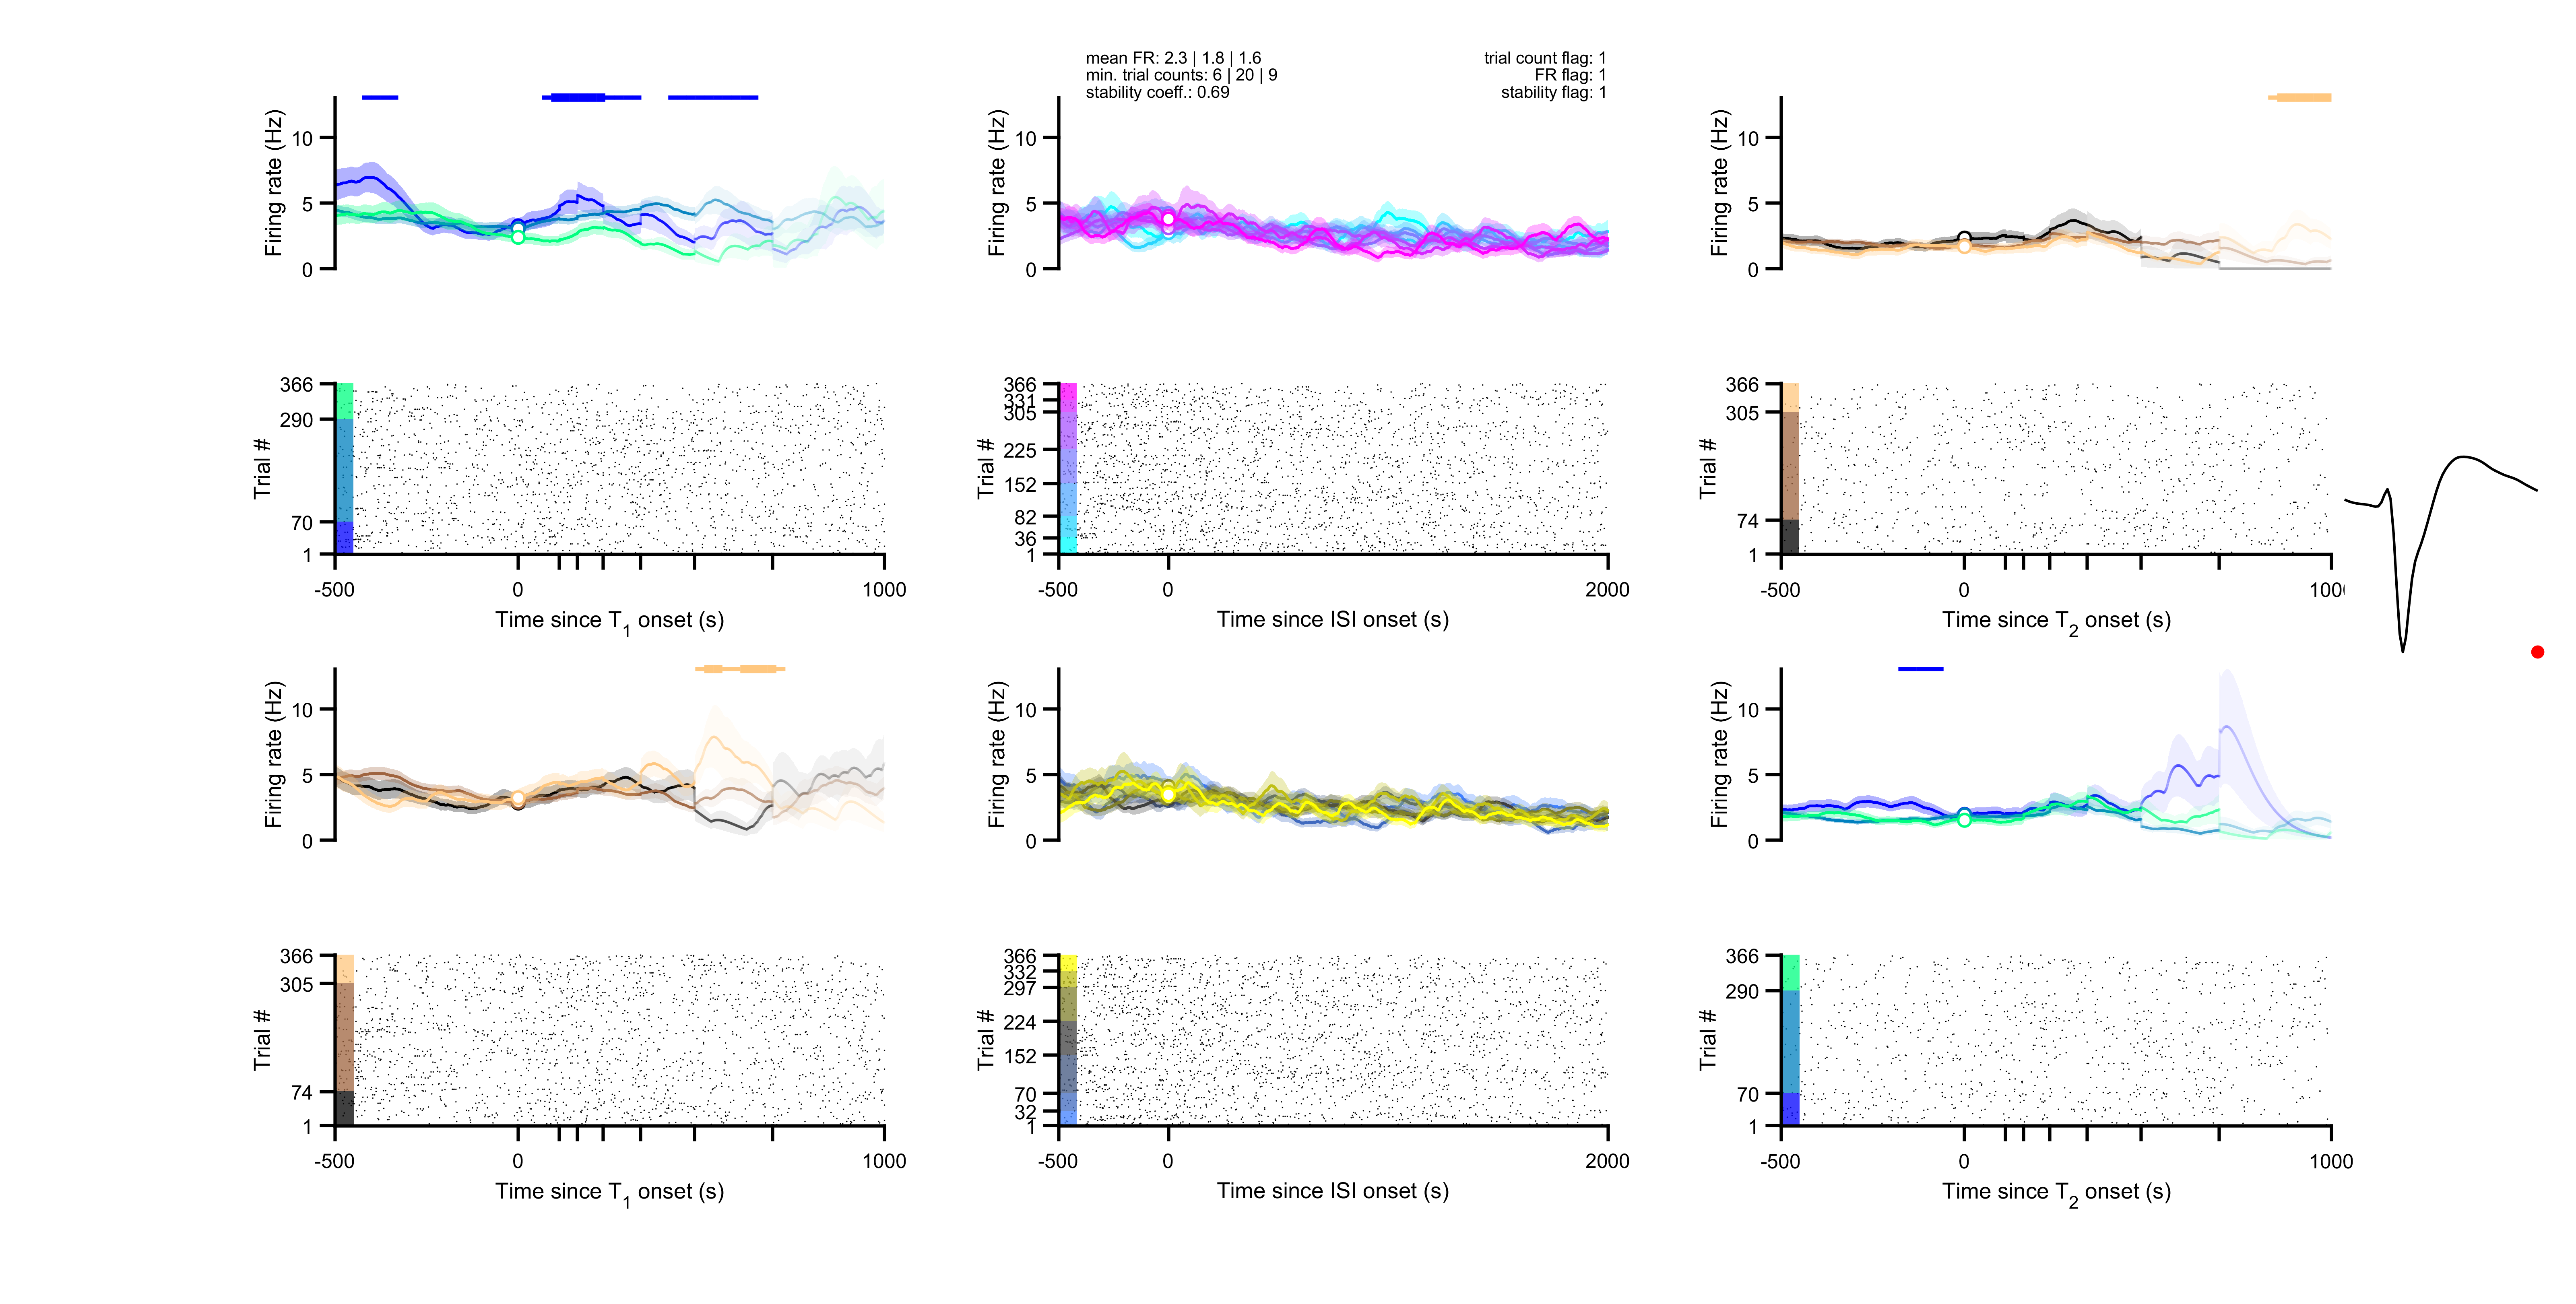 mean FR: 2.3 | 1.8 | 1.6
min. trial counts: 6 | 20 | 9
stability coeff.: 0.69
trial count flag: 1
FR flag: 1
stability flag: 1
Firing rate (Hz)
10
5
0
Firing rate (Hz)
10
5
0
Firing rate (Hz)
10
5
0
Trial #
366
290
70
1
-500
0
1000
Time since T1 onset (s)
Trial #
366
331
305
225
152
82
36
1
-500
0
2000
Time since ISI onset (s)
Trial #
366
305
74
1
-500
0
Time since T2 onset (s)
Firing rate (Hz)
10
5
0
Firing rate (Hz)
10
5
0
Firing rate (Hz)
10
5
0
Trial #
366
305
74
1
-500
0
1000
Time since T1 onset (s)
Trial #
366
332
297
224
152
70
32
1
-500
0
2000
Time since ISI onset (s)
Trial #
366
290
70
1
-500
0
1000
Time since T2 onset (s)